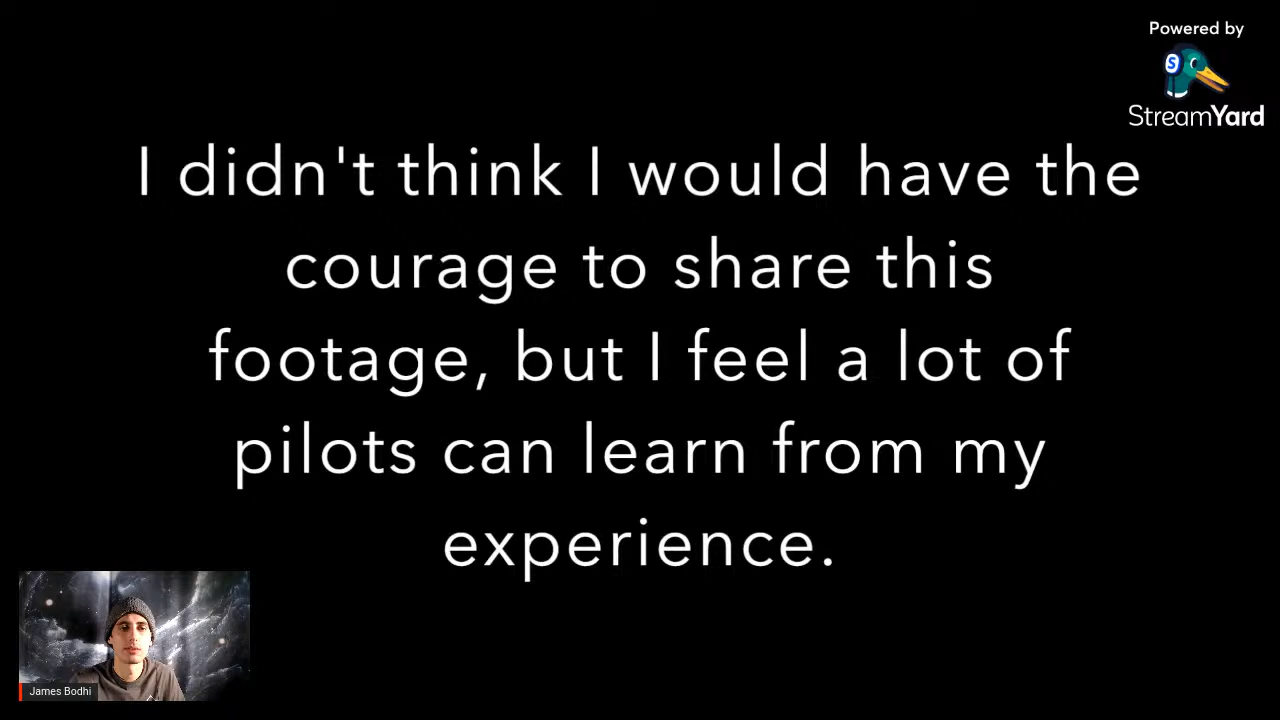 Powered by
S
StreamYard
I didn't think I would have the
courage to share this
footage, but I feel a lot of
pilots can learn from my
experience.
James Bodhi